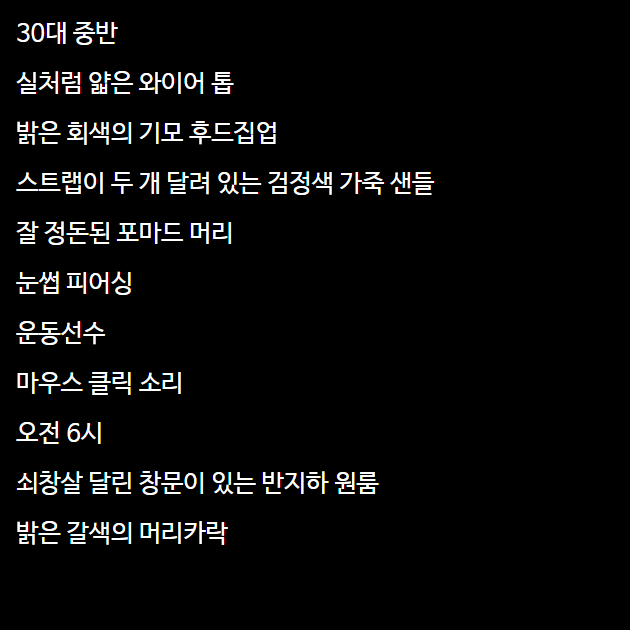 30대 중반
실처럼 얇은 와이어 톱
밝은 회색의 기모 후드집업
스트랩이 두 개 달려 있는 검정색 가죽 샌들
잘 정돈된 포마드 머리
눈썹 피어싱
운동선수
마우스 클릭 소리
오전 6시
쇠창살 달린 창문이 있는 반지하 원룸
밝은 갈색의 머리카락